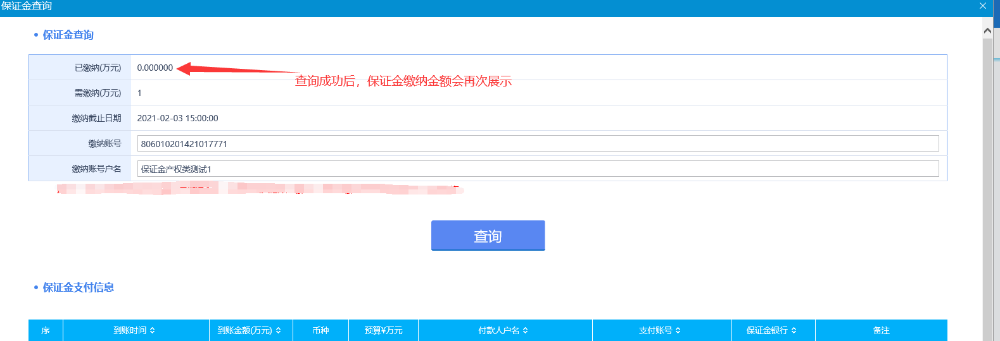 保证金查询
保证金查询
已缴纳(万元) 0.000000
查询成功后，保证金缴纳金额会再次展示
需缴纳(万元) 1
缴纳截止日期 2021-02-03 15:00:00
缴纳账号 806010201421017771
缴纳账号户名 保证金产权类测试1
查询
保证金支付信息
序 到账时间 到账金额(万元) 币种 预算¥万元 付款人户名 支付账号 保证金银行 备注